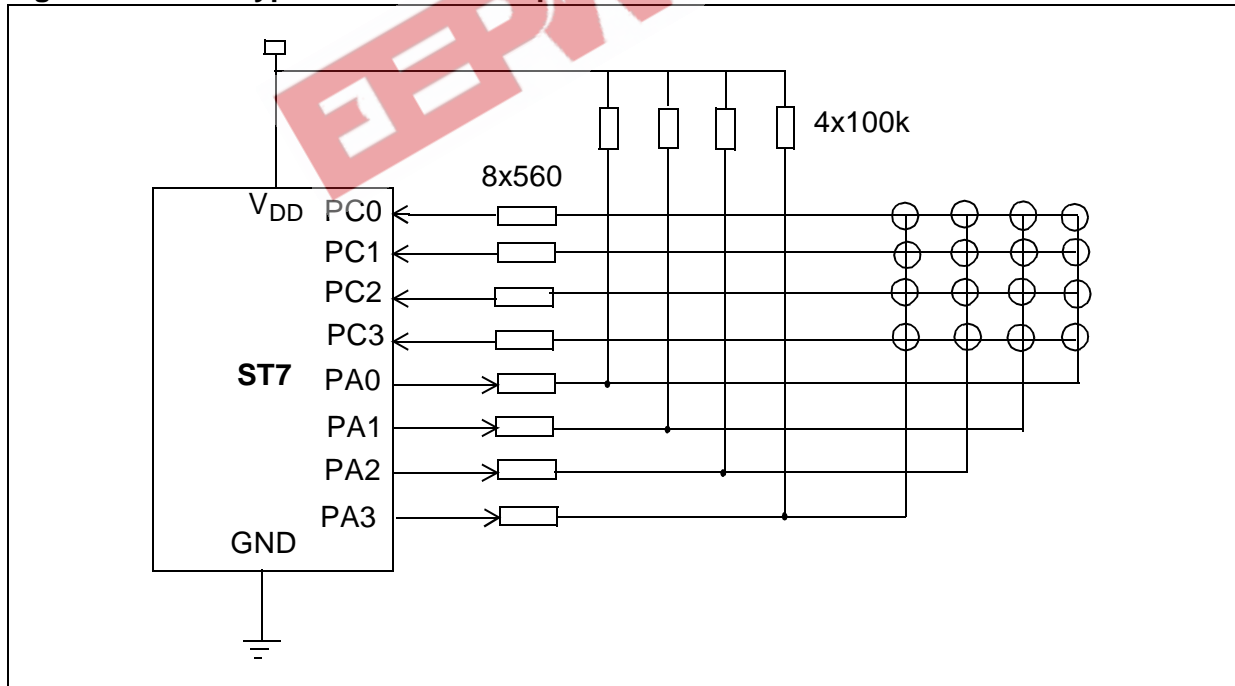 4x100k
8x560
VDD PC0
PC1
PC2
PC3
ST7 PA0
PA1
PA2
PA3
GND